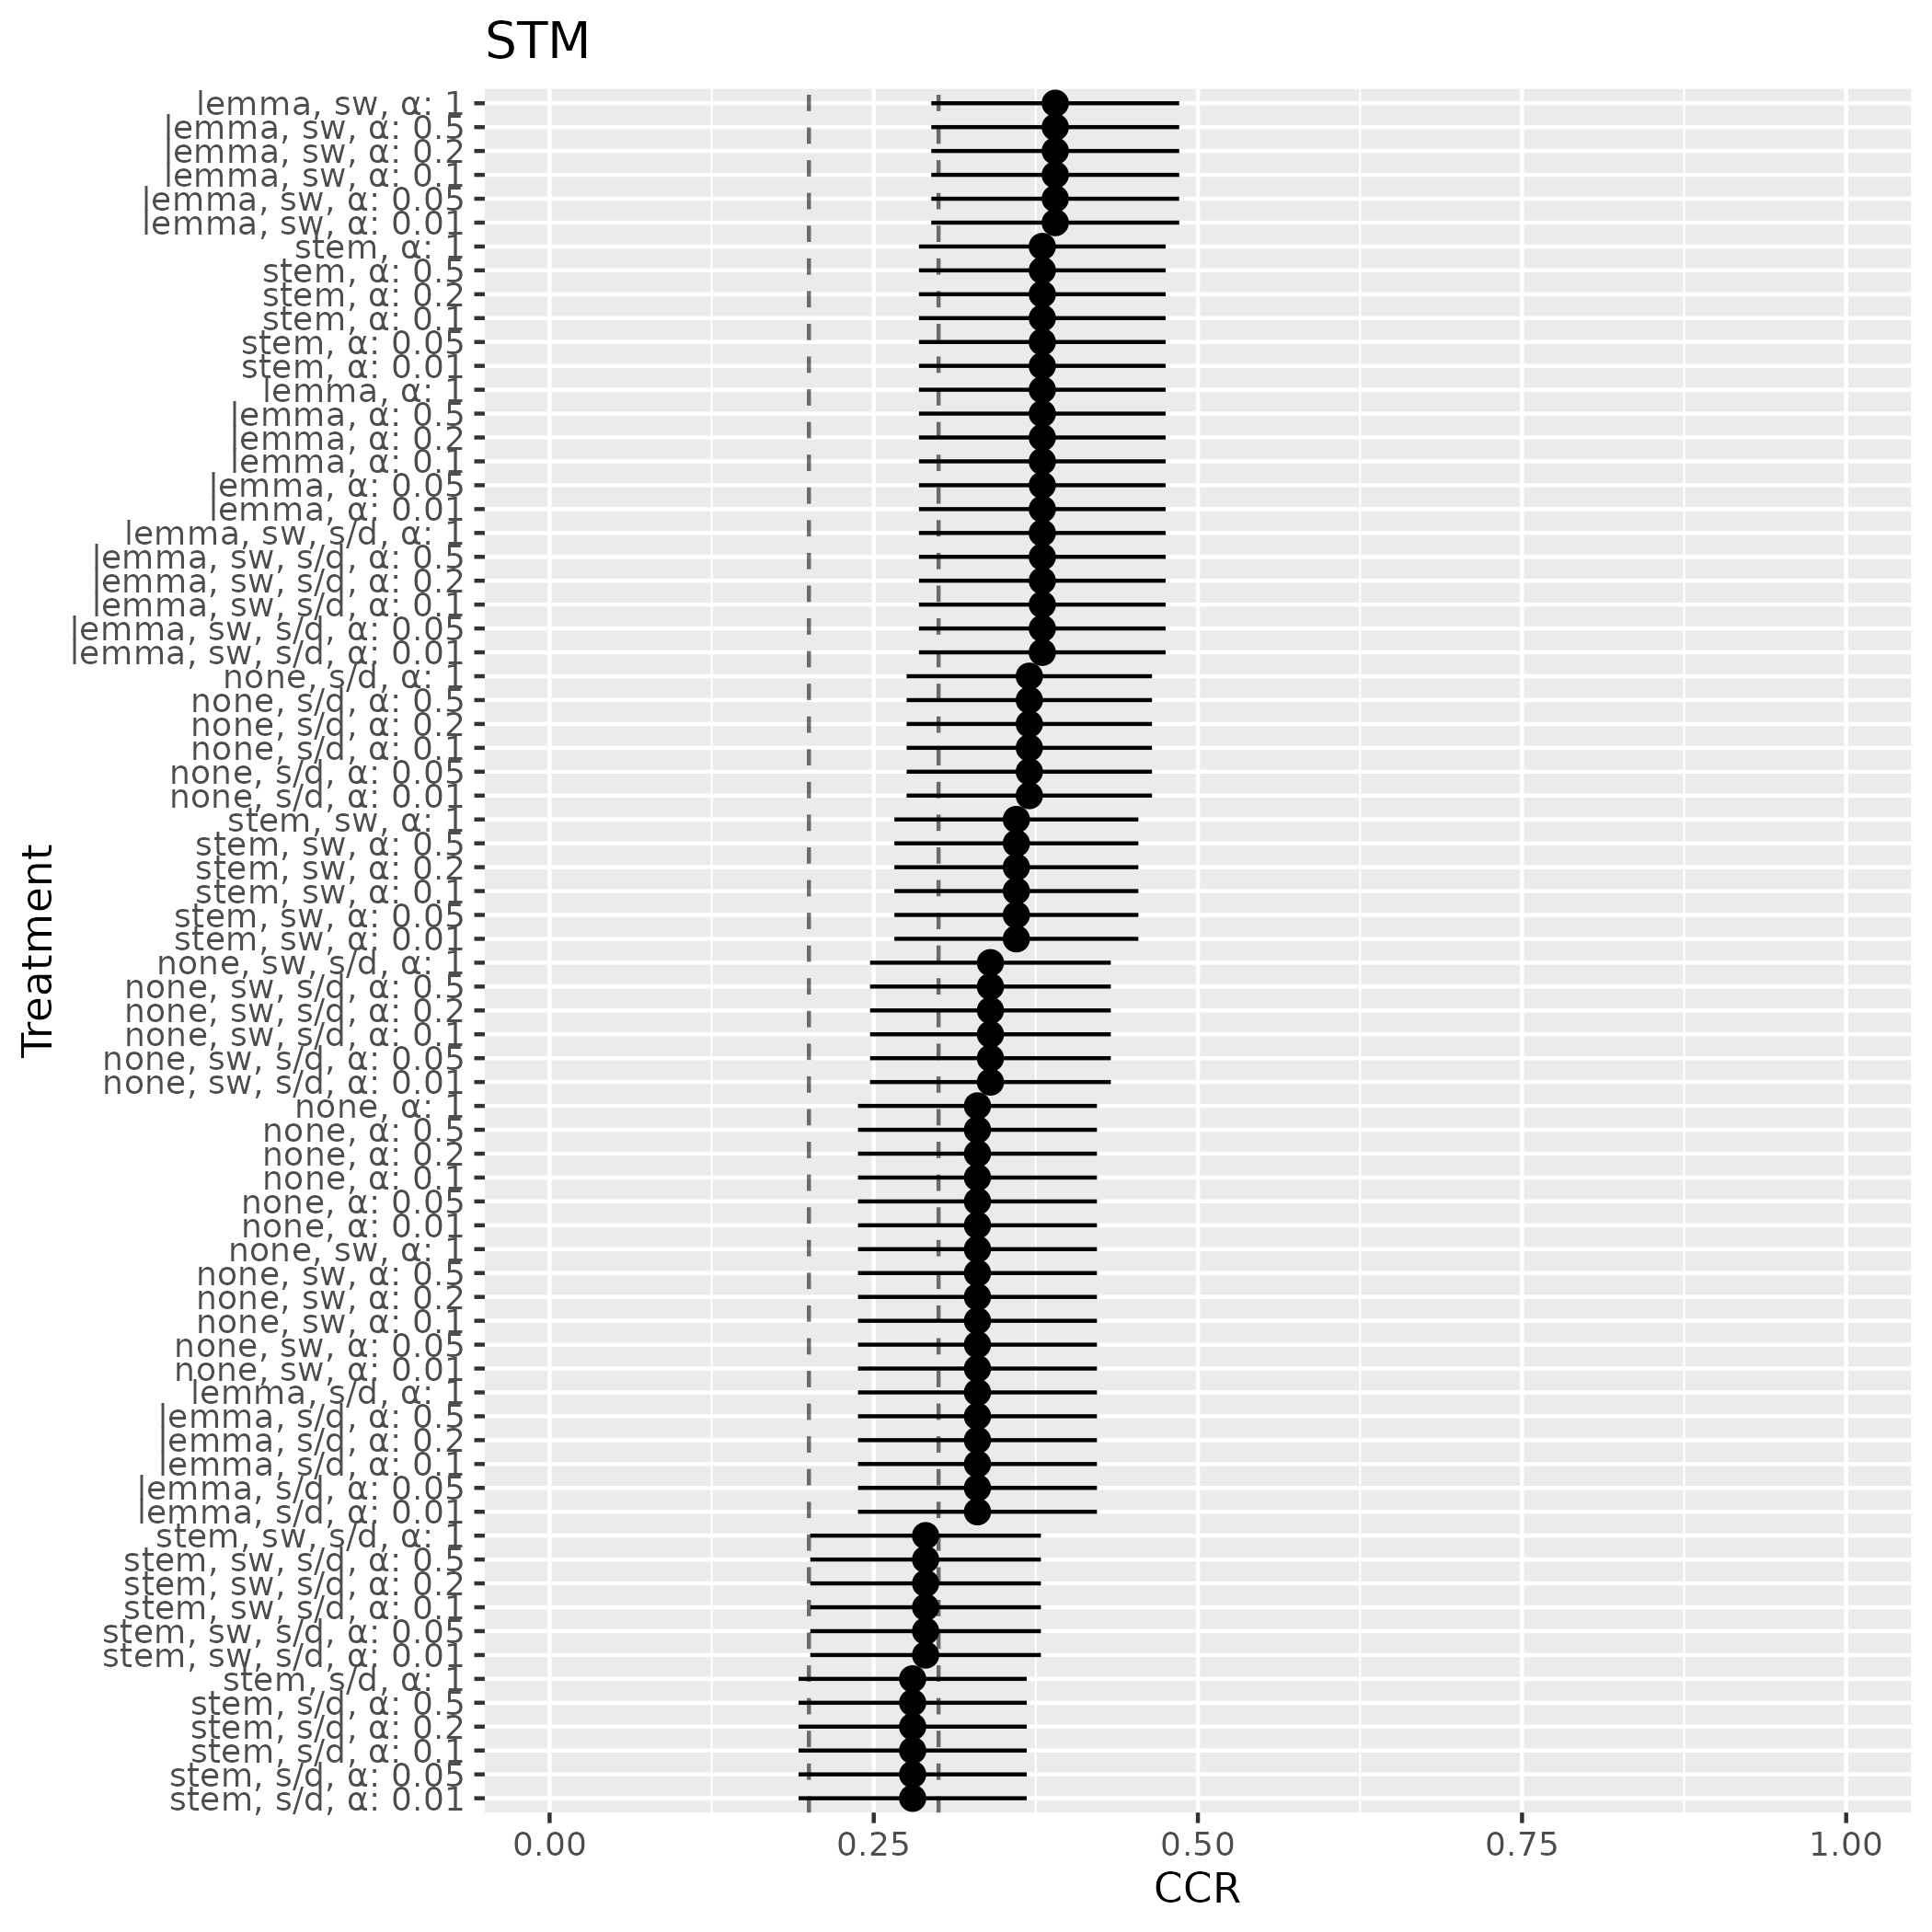 STM
lemma, sw, α: 1
lemma, sw, α: 0.5
lemma, sw, α: 0.2
lemma, sw, α: 0.1
lemma, sw, α: 0.05
lemma, sw, α: 0.01
stem, α: 1
stem, α: 0.5
stem, α: 0.2
stem, α: 0.1
stem, α: 0.05
stem, α: 0.01
lemma, α: 1
lemma, α: 0.5
lemma, α: 0.2
lemma, α: 0.1
lemma, α: 0.05
lemma, α: 0.01
lemma, sw, s/d, α: 1
lemma, sw, s/d, α: 0.5
lemma, sw, s/d, α: 0.2
lemma, sw, s/d, α: 0.1
lemma, sw, s/d, α: 0.05
lemma, sw, s/d, α: 0.01
none, s/d, α: 1
none, s/d, α: 0.5
none, s/d, α: 0.2
none, s/d, α: 0.1
none, s/d, α: 0.05
none, s/d, α: 0.01
stem, sw, α: 1
stem, sw, α: 0.5
stem, sw, α: 0.2
stem, sw, α: 0.1
stem, sw, α: 0.05
stem, sw, α: 0.01
none, sw, s/d, α: 1
none, sw, s/d, α: 0.5
none, sw, s/d, α: 0.2
none, sw, s/d, α: 0.1
none, sw, s/d, α: 0.05
none, sw, s/d, α: 0.01
none, α: 1
none, α: 0.5
none, α: 0.2
none, α: 0.1
none, α: 0.05
none, α: 0.01
none, sw, α: 1
none, sw, α: 0.5
none, sw, α: 0.2
none, sw, α: 0.1
none, sw, α: 0.05
none, sw, α: 0.01
lemma, s/d, α: 1
lemma, s/d, α: 0.5
lemma, s/d, α: 0.2
lemma, s/d, α: 0.1
lemma, s/d, α: 0.05
lemma, s/d, α: 0.01
stem, sw, s/d, α: 1
stem, sw, s/d, α: 0.5
stem, sw, s/d, α: 0.2
stem, sw, s/d, α: 0.1
stem, sw, s/d, α: 0.05
stem, sw, s/d, α: 0.01
stem, s/d, α: 1
stem, s/d, α: 0.5
stem, s/d, α: 0.2
stem, s/d, α: 0.1
stem, s/d, α: 0.05
stem, s/d, α: 0.01
Treatment
0.00 0.25 0.50 0.75 1.00
CCR